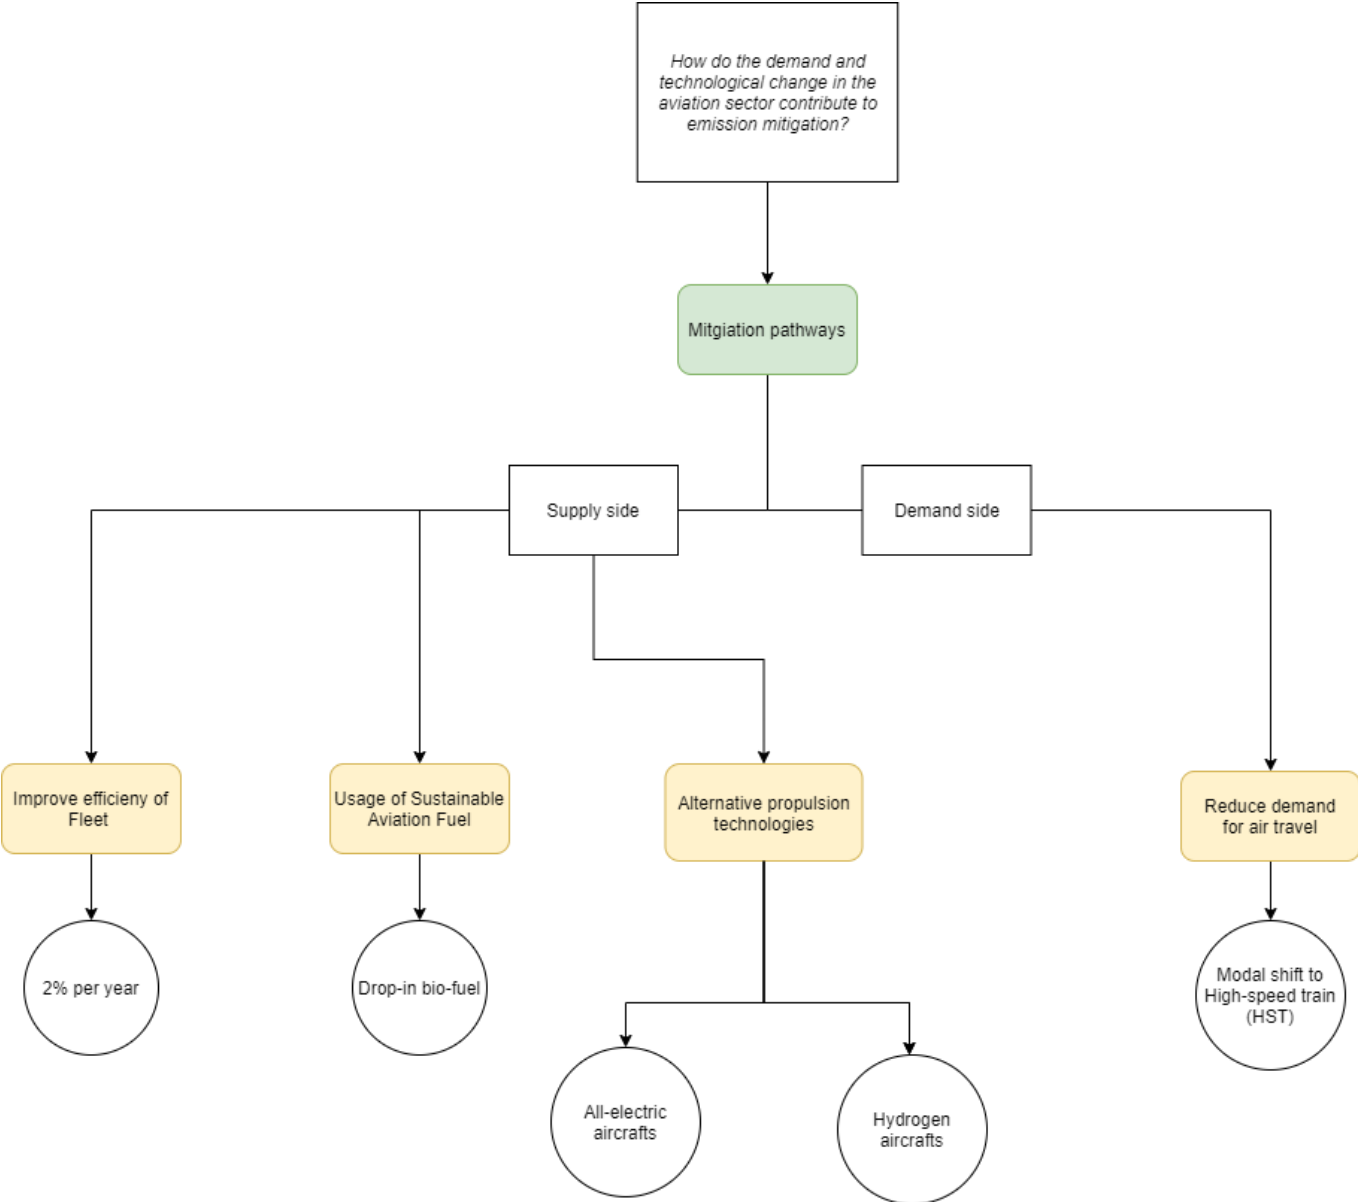 How do the demand and
technological change in the
aviation sector contribute to
emission mitigation?
Mitgiation pathways
Supply side
Demand side
Improve efficieny of
Fleet
Usage of Sustainable
Aviation Fuel
Alternative propulsion
technologies
Reduce demand
for air travel
2% per year
Drop-in bio-fuel
Modal shift to
High-speed train
(HST)
All-electric
aircrafts
Hydrogen
aircrafts